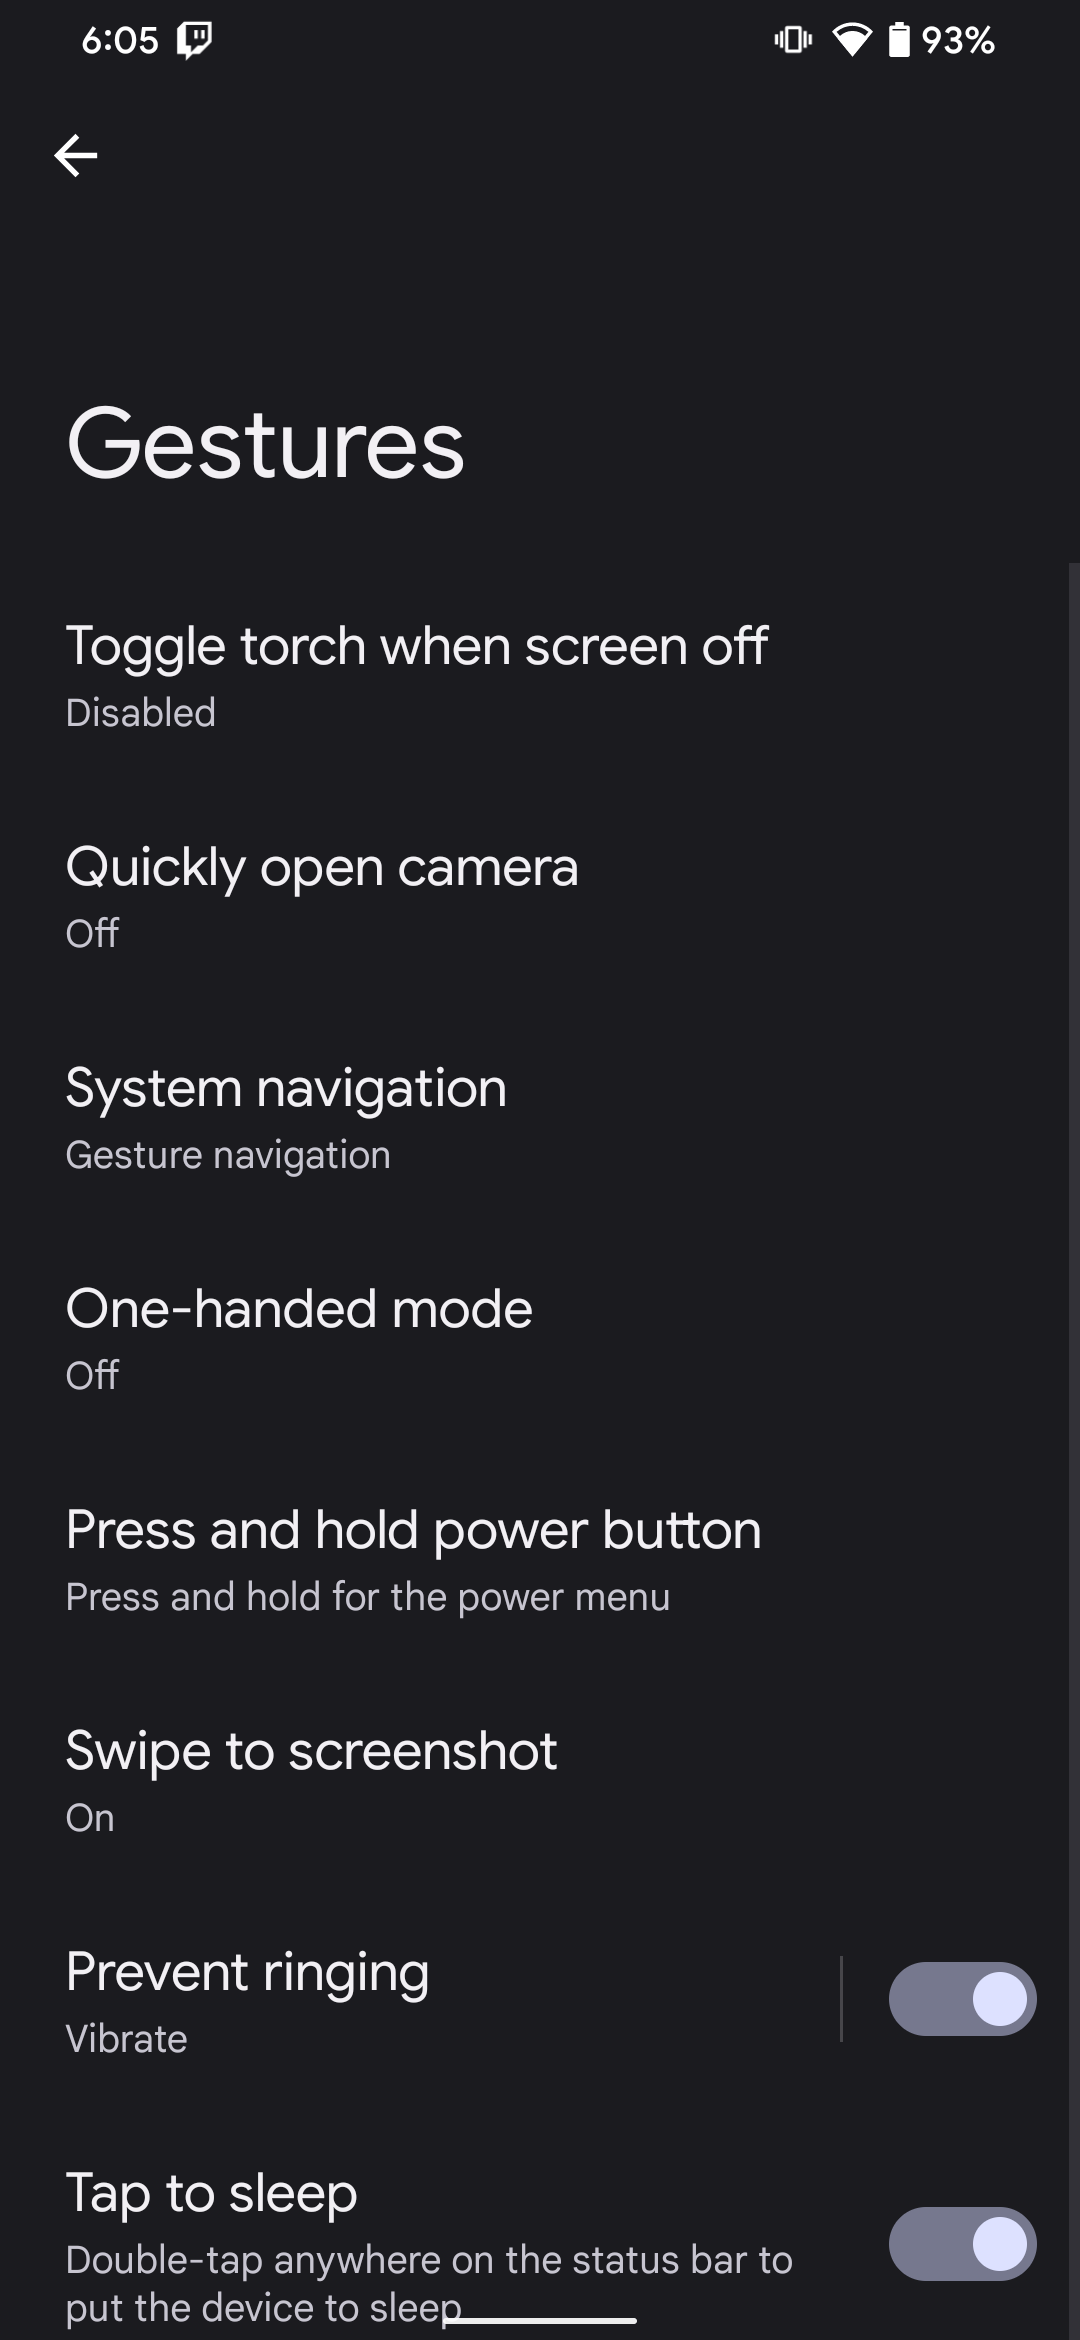 6:05
93%
Gestures
Toggle torch when screen off
Disabled
Quickly open camera
Off
System navigation
Gesture navigation
One-handed mode
Off
Press and hold power button
Press and hold for the power menu
Swipe to screenshot
On
Prevent ringing
Vibrate
Tap to sleep
Double-tap anywhere on the status bar to
put the device to sleep